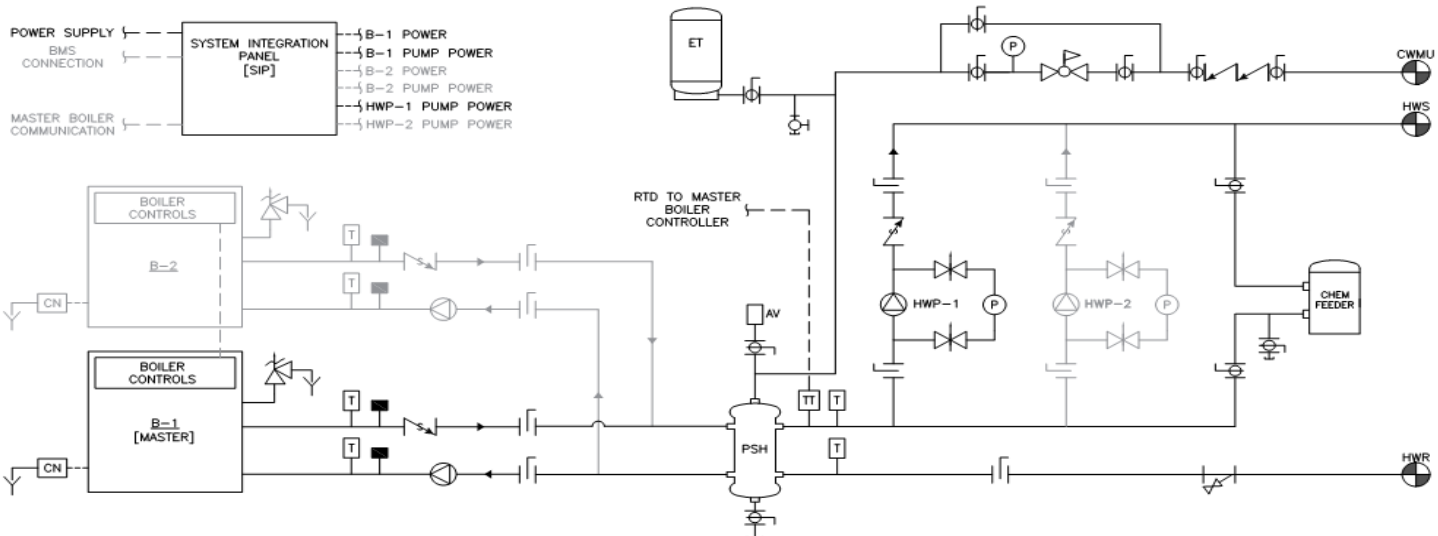 POWER SUPPLY
BMS
CONNECTION
MASTER BOILER
COMMUNICATION
SYSTEM INTEGRATION
PANEL
[SIP]
B-1 POWER
B-1 PUMP POWER
B-2 POWER
B-2 PUMP POWER
HWP-1 PUMP POWER
HWP-2 PUMP POWER
ET
P
CWMU
HWS
BOILER
CONTROLS
B-2
CN
T
T
S
RTD TO MASTER
BOILER
CONTROLLER
S
S
HWP-1
P
HWP-2
P
CHEM
FEEDER
AV
BOILER
CONTROLS
B-1
[MASTER]
CN
T
T
S
PSH
TT
T
T
HWR